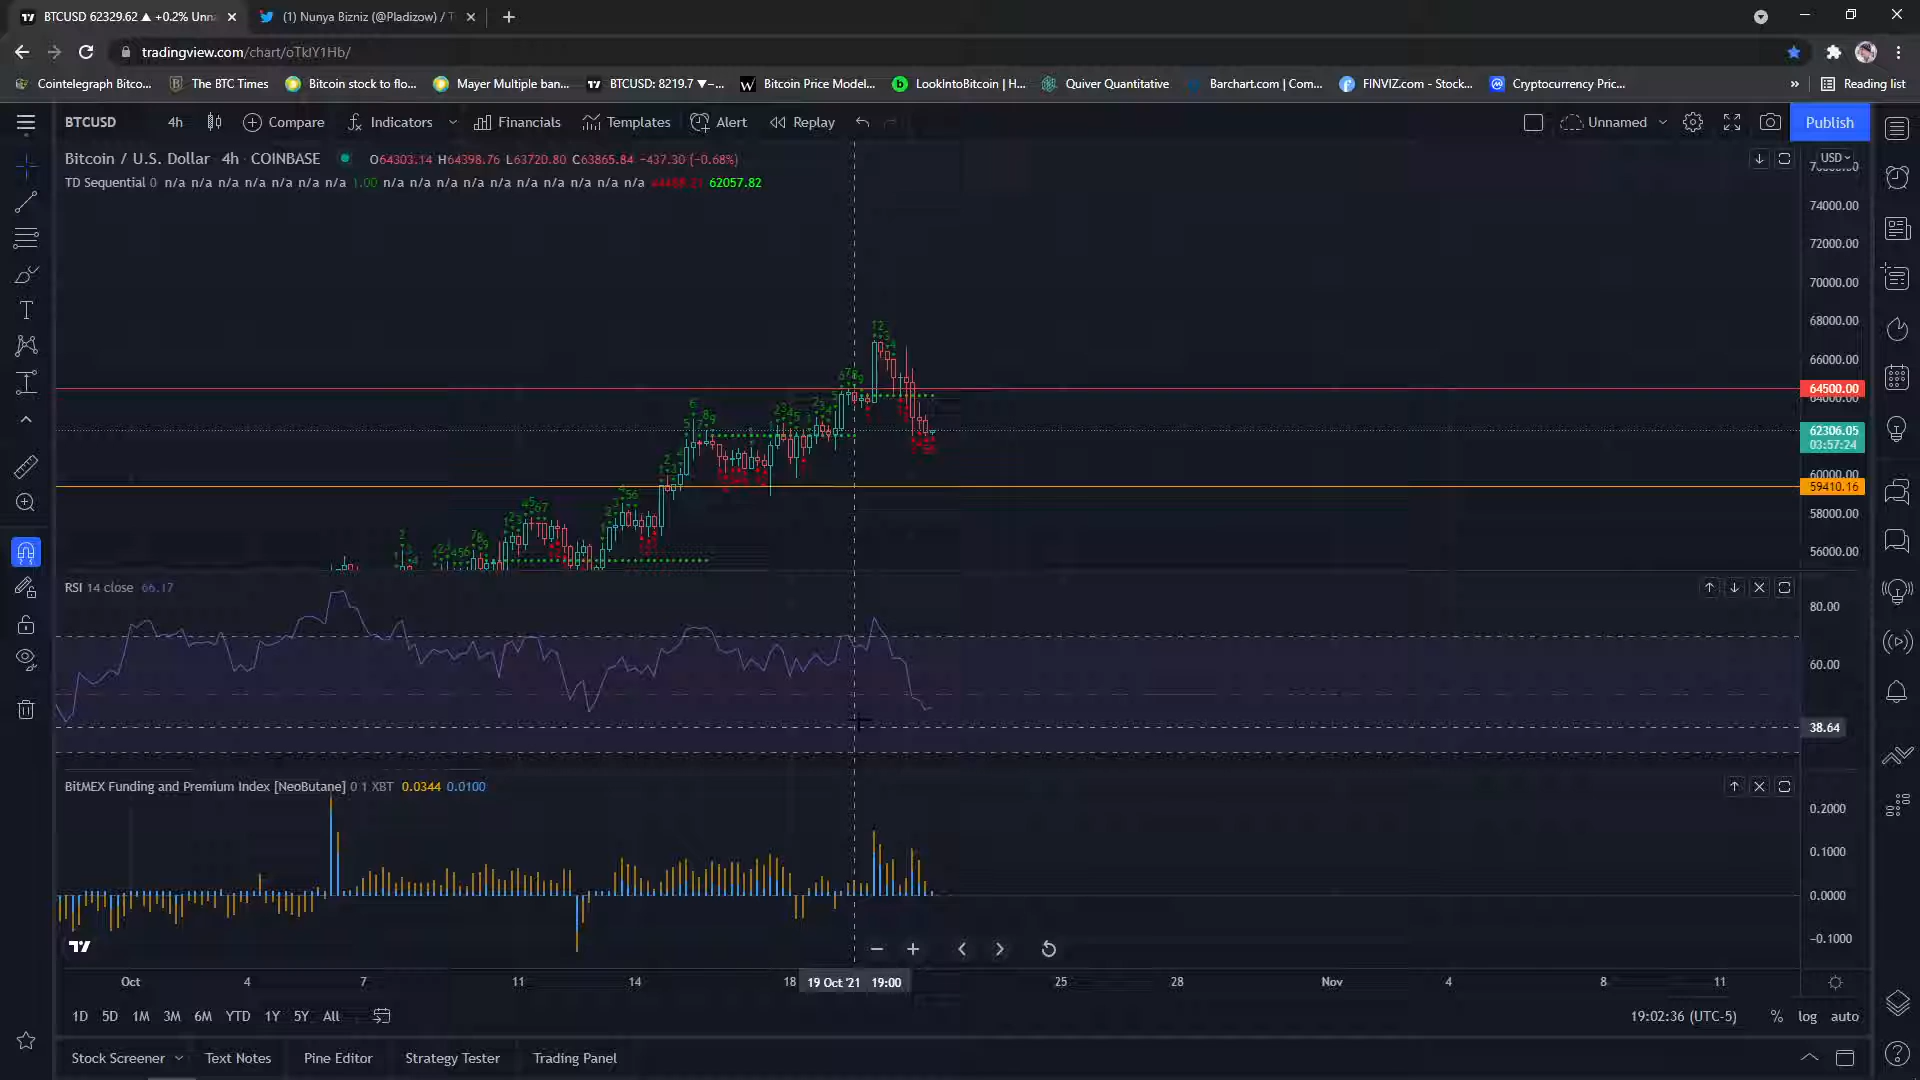 BTCUSD 62329.62 ▲ +0.2% Unna
(1) Nunya Bizniz (@Pladizow) / T
tradingview.com/chart/oTkJY1Hb/
Cointelegraph Bitco... The BTC Times Bitcoin stock to flo... Mayer Multiple ban... BTCUSD: 8219.7 ▼−... Bitcoin Price Model... LookIntoBitcoin | H... Quiver Quantitative Barchart.com | Com... FINVIZ.com - Stock... Cryptocurrency Pric... » Reading list
BTCUSD 4h Compare Indicators Financials Templates Alert Replay Unnamed Publish
Bitcoin / U.S. Dollar 4h COINBASE O64303.14 H64398.76 L63720.80 C63865.84 −437.30 (−0.68%)
TD Sequential 0 n/a n/a n/a n/a n/a n/a n/a 1.00 n/a n/a n/a n/a n/a n/a n/a n/a n/a n/a 62057.82
USD
74000.00
72000.00
70000.00
68000.00
66000.00
64500.00
64000.00
62306.05
03:57:24
60000.00
59410.16
58000.00
56000.00
RSI 14 close 66.17
80.00
60.00
38.64
BitMEX Funding and Premium Index [NeoButane] 0 1 XBT 0.0344 0.0100
0.2000
0.1000
0.0000
−0.1000
Oct 4 7 11 14 18 19 Oct '21 19:00 25 28 Nov 4 8 11
1D 5D 1M 3M 6M YTD 1Y 5Y All 19:02:36 (UTC-5) % log auto
Stock Screener Text Notes Pine Editor Strategy Tester Trading Panel